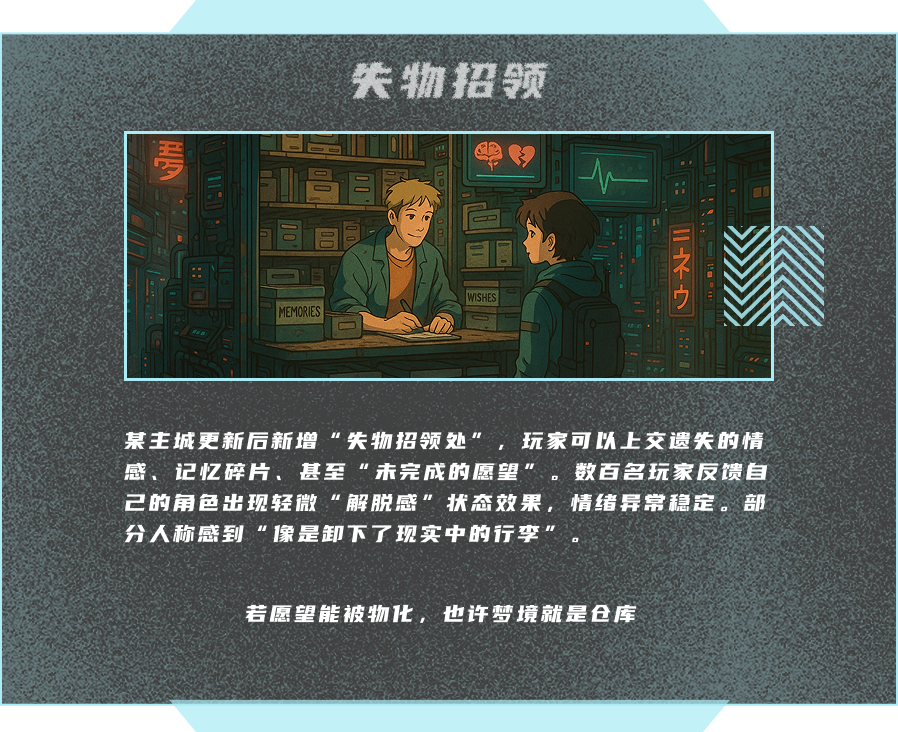 失物招领
夢
MEMORIES
WISHES
ニネウ
某主城更新后新增“失物招领处”，玩家可以上交遗失的情
感、记忆碎片、甚至“未完成的愿望”。数百名玩家反馈自
己的角色出现轻微“解脱感”状态效果，情绪异常稳定。部
分人称感到“像是卸下了现实中的行李”。
若愿望能被物化，也许梦境就是仓库